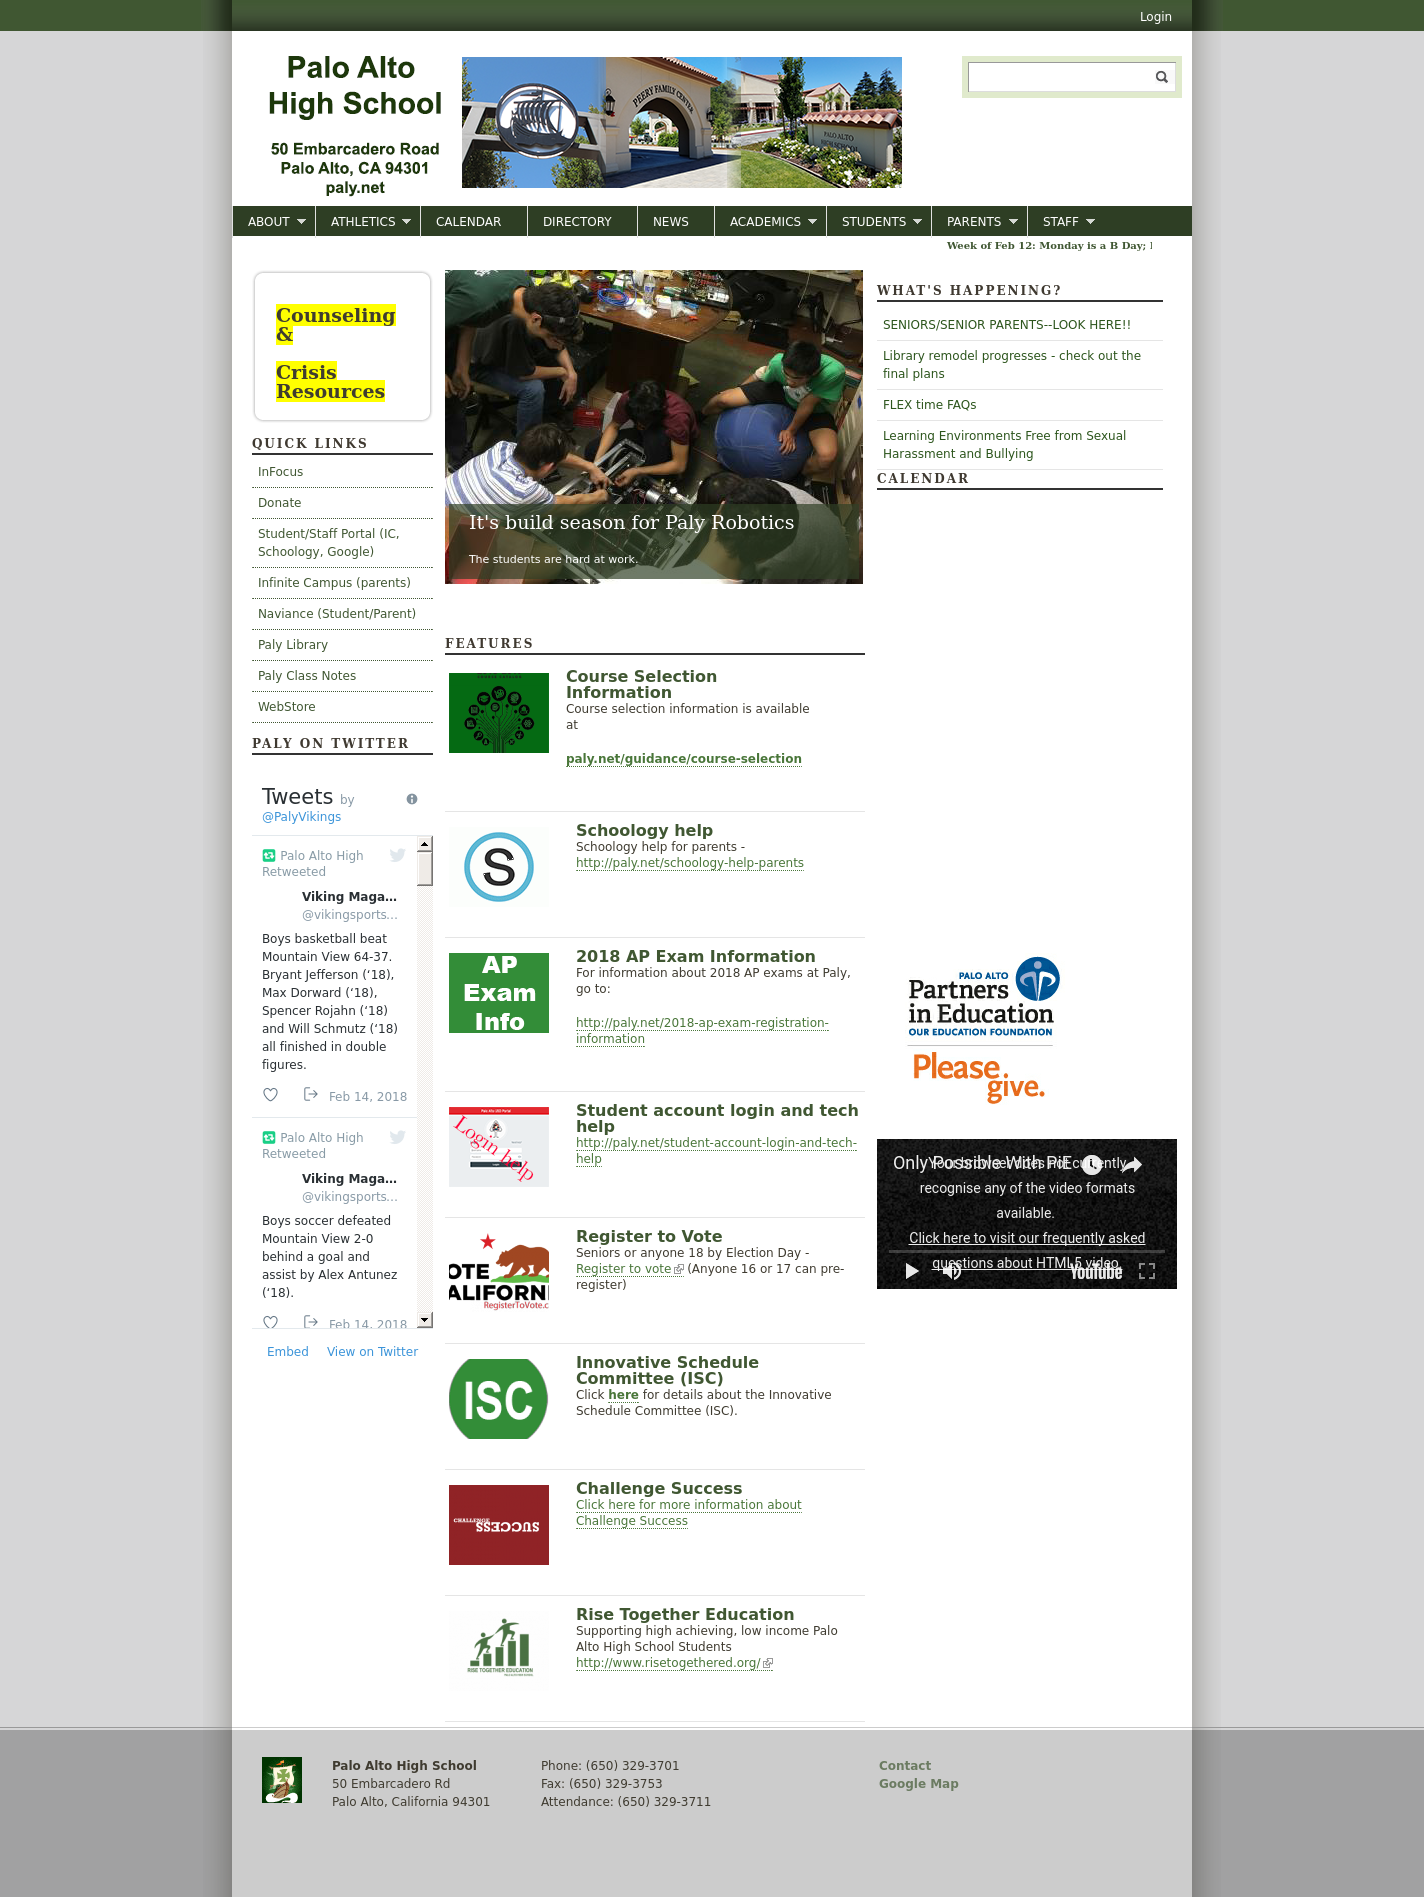 Login
Palo Alto
High School
50 Embarcadero Road
Palo Alto, CA 94301
paly.net
PEERY FAMILY CENTER
PALO ALTO
HIGH SCHOOL
ABOUT
ATHLETICS
CALENDAR
DIRECTORY
NEWS
ACADEMICS
STUDENTS
PARENTS
STAFF
Week of Feb 12: Monday is a B Day;
Counseling
&
Crisis
Resources
QUICK LINKS
InFocus
Donate
Student/Staff Portal (IC,
Schoology, Google)
Infinite Campus (parents)
Naviance (Student/Parent)
Paly Library
Paly Class Notes
WebStore
PALY ON TWITTER
Tweets by
@PalyVikings
Palo Alto High
Retweeted
Viking Maga...
@vikingsports...
Boys basketball beat
Mountain View 64-37.
Bryant Jefferson (‘18),
Max Dorward (‘18),
Spencer Rojahn (‘18)
and Will Schmutz (‘18)
all finished in double
figures.
Feb 14, 2018
Palo Alto High
Retweeted
Viking Maga...
@vikingsports...
Boys soccer defeated
Mountain View 2-0
behind a goal and
assist by Alex Antunez
(‘18).
Feb 14, 2018
Embed
View on Twitter
It's build season for Paly Robotics
The students are hard at work.
FEATURES
Course Selection
Information
Course selection information is available
at
paly.net/guidance/course-selection
S
Schoology help
Schoology help for parents -
http://paly.net/schoology-help-parents
AP
Exam
Info
2018 AP Exam Information
For information about 2018 AP exams at Paly,
go to:
http://paly.net/2018-ap-exam-registration-
information
Login help
Student account login and tech
help
http://paly.net/student-account-login-and-tech-
help
OTE
ALIFORNI
RegisterToVote.c
Register to Vote
Seniors or anyone 18 by Election Day -
Register to vote (Anyone 16 or 17 can pre-
register)
ISC
Innovative Schedule
Committee (ISC)
Click here for details about the Innovative
Schedule Committee (ISC).
CHALLENGE
SUCCESS
Challenge Success
Click here for more information about
Challenge Success
RISE TOGETHER EDUCATION
Rise Together Education
Supporting high achieving, low income Palo
Alto High School Students
http://www.risetogethered.org/
WHAT'S HAPPENING?
SENIORS/SENIOR PARENTS--LOOK HERE!!
Library remodel progresses - check out the
final plans
FLEX time FAQs
Learning Environments Free from Sexual
Harassment and Bullying
CALENDAR
PALO ALTO
Partners
in Education
OUR EDUCATION FOUNDATION
Please
give.
Only Possible With PiE
Your browser does not currently
recognise any of the video formats
available.
Click here to visit our frequently asked
questions about HTML5 video.
YouTube
Palo Alto High School
50 Embarcadero Rd
Palo Alto, California 94301
Phone: (650) 329-3701
Fax: (650) 329-3753
Attendance: (650) 329-3711
Contact
Google Map